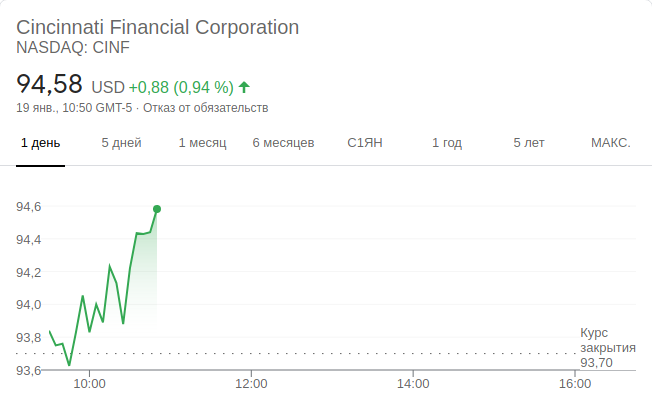 Cincinnati Financial Corporation
NASDAQ: CINF
94,58 USD +0,88 (0,94 %)
19 янв., 10:50 GMT-5 · Отказ от обязательств
1 день 5 дней 1 месяц 6 месяцев С1ЯН 1 год 5 лет МАКС.
94,6
94,4
94,2
94,0
93,8
93,6
Курс
закрытия
93,70
10:00 12:00 14:00 16:00